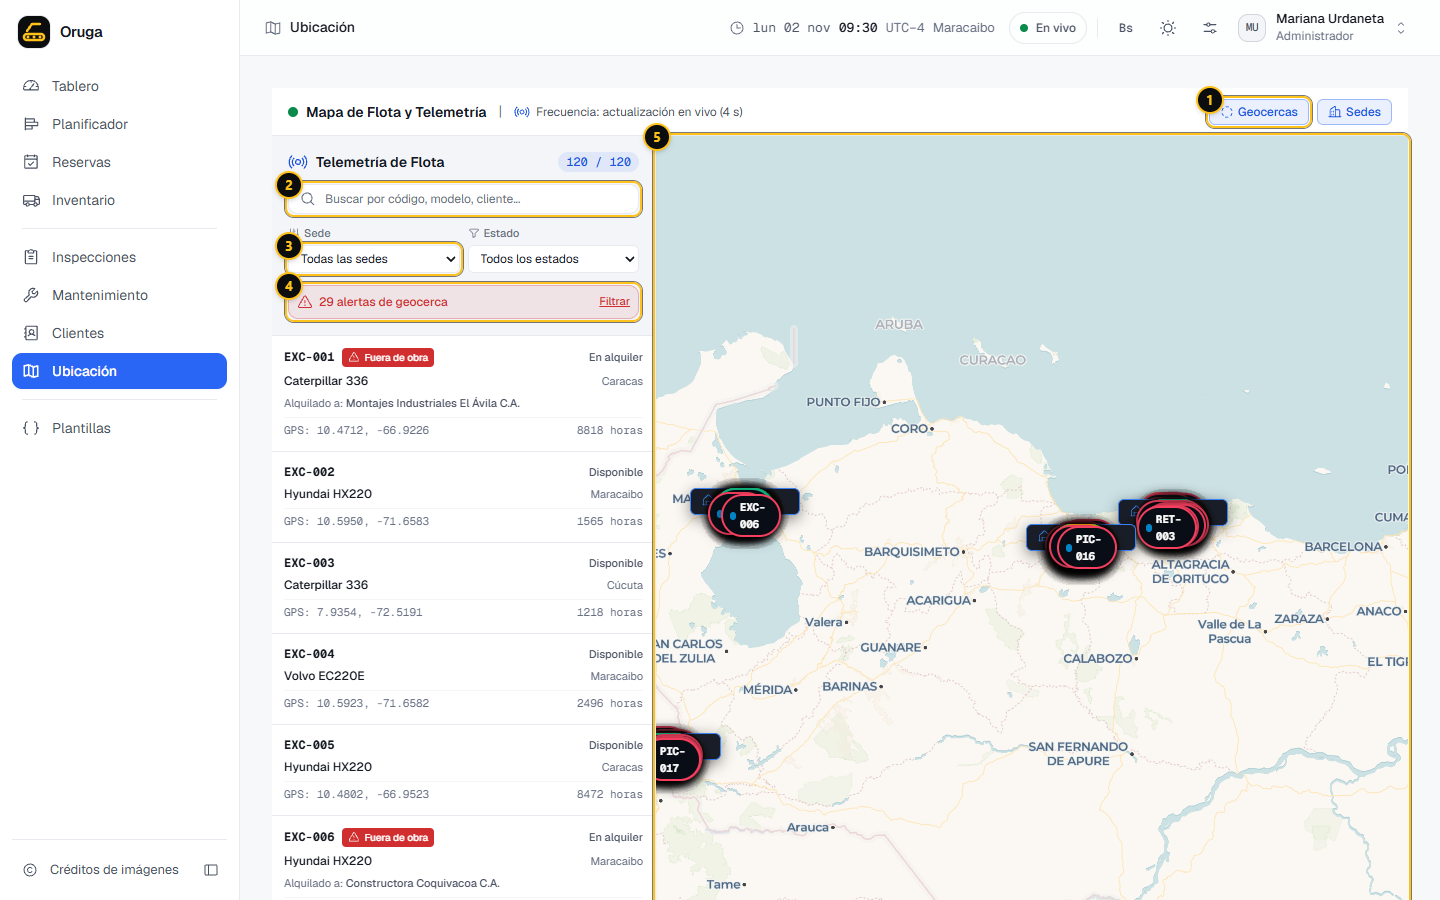 Oruga
Tablero
Planificador
Reservas
Inventario
Inspecciones
Mantenimiento
Clientes
Ubicación
Plantillas
Créditos de imágenes
Ubicación
lun 02 nov 09:30 UTC-4 Maracaibo
En vivo
Bs
MU
Mariana Urdaneta
Administrador
Mapa de Flota y Telemetría | Frecuencia: actualización en vivo (4 s)
1
Geocercas
Sedes
Telemetría de Flota
120 / 120
2
Buscar por código, modelo, cliente...
Sede
Estado
3
Todas las sedes
Todos los estados
4
29 alertas de geocerca
Filtrar
EXC-001 Fuera de obra En alquiler
Caterpillar 336 Caracas
Alquilado a: Montajes Industriales El Ávila C.A.
GPS: 10.4712, -66.9226 8818 horas
EXC-002 Disponible
Hyundai HX220 Maracaibo
GPS: 10.5950, -71.6583 1565 horas
EXC-003 Disponible
Caterpillar 336 Cúcuta
GPS: 7.9354, -72.5191 1218 horas
EXC-004 Disponible
Volvo EC220E Maracaibo
GPS: 10.5923, -71.6582 2496 horas
EXC-005 Disponible
Hyundai HX220 Caracas
GPS: 10.4802, -66.9523 8472 horas
EXC-006 Fuera de obra En alquiler
Hyundai HX220 Maracaibo
Alquilado a: Constructora Coquivacoa C.A.
5
ARUBA
CURAÇAO
PUNTO FIJO
CORO
PO
MA
EXC-
006
RET-
003
CUMA
PIC-
016
ES
BARQUISIMETO
BARCELONA
ALTAGRACIA
DE ORITUCO
ACARIGUA
ANACO
Valera
Valle de La
Pascua
ZARAZA
AN CARLOS
DEL ZULIA
GUANARE
CALABOZO
EL TIG
MÉRIDA
BARINAS
PIC-
017
SAN FERNANDO
DE APURE
Arauca
Tame